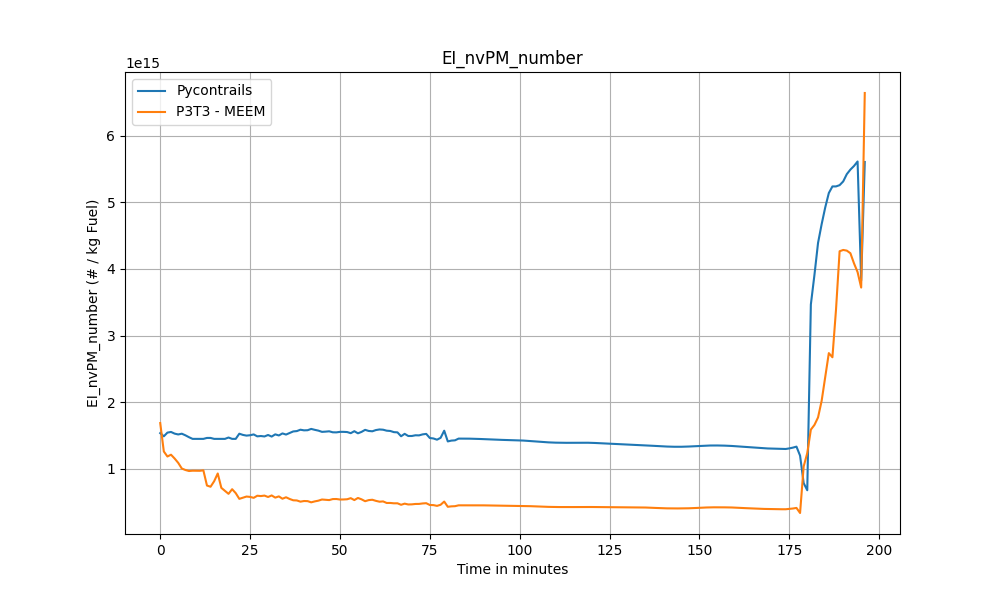 EI_nvPM_number
1e15
Pycontrails
P3T3 - MEEM
EI_nvPM_number (# / kg Fuel)
6
5
4
3
2
1
0 25 50 75 100 125 150 175 200
Time in minutes